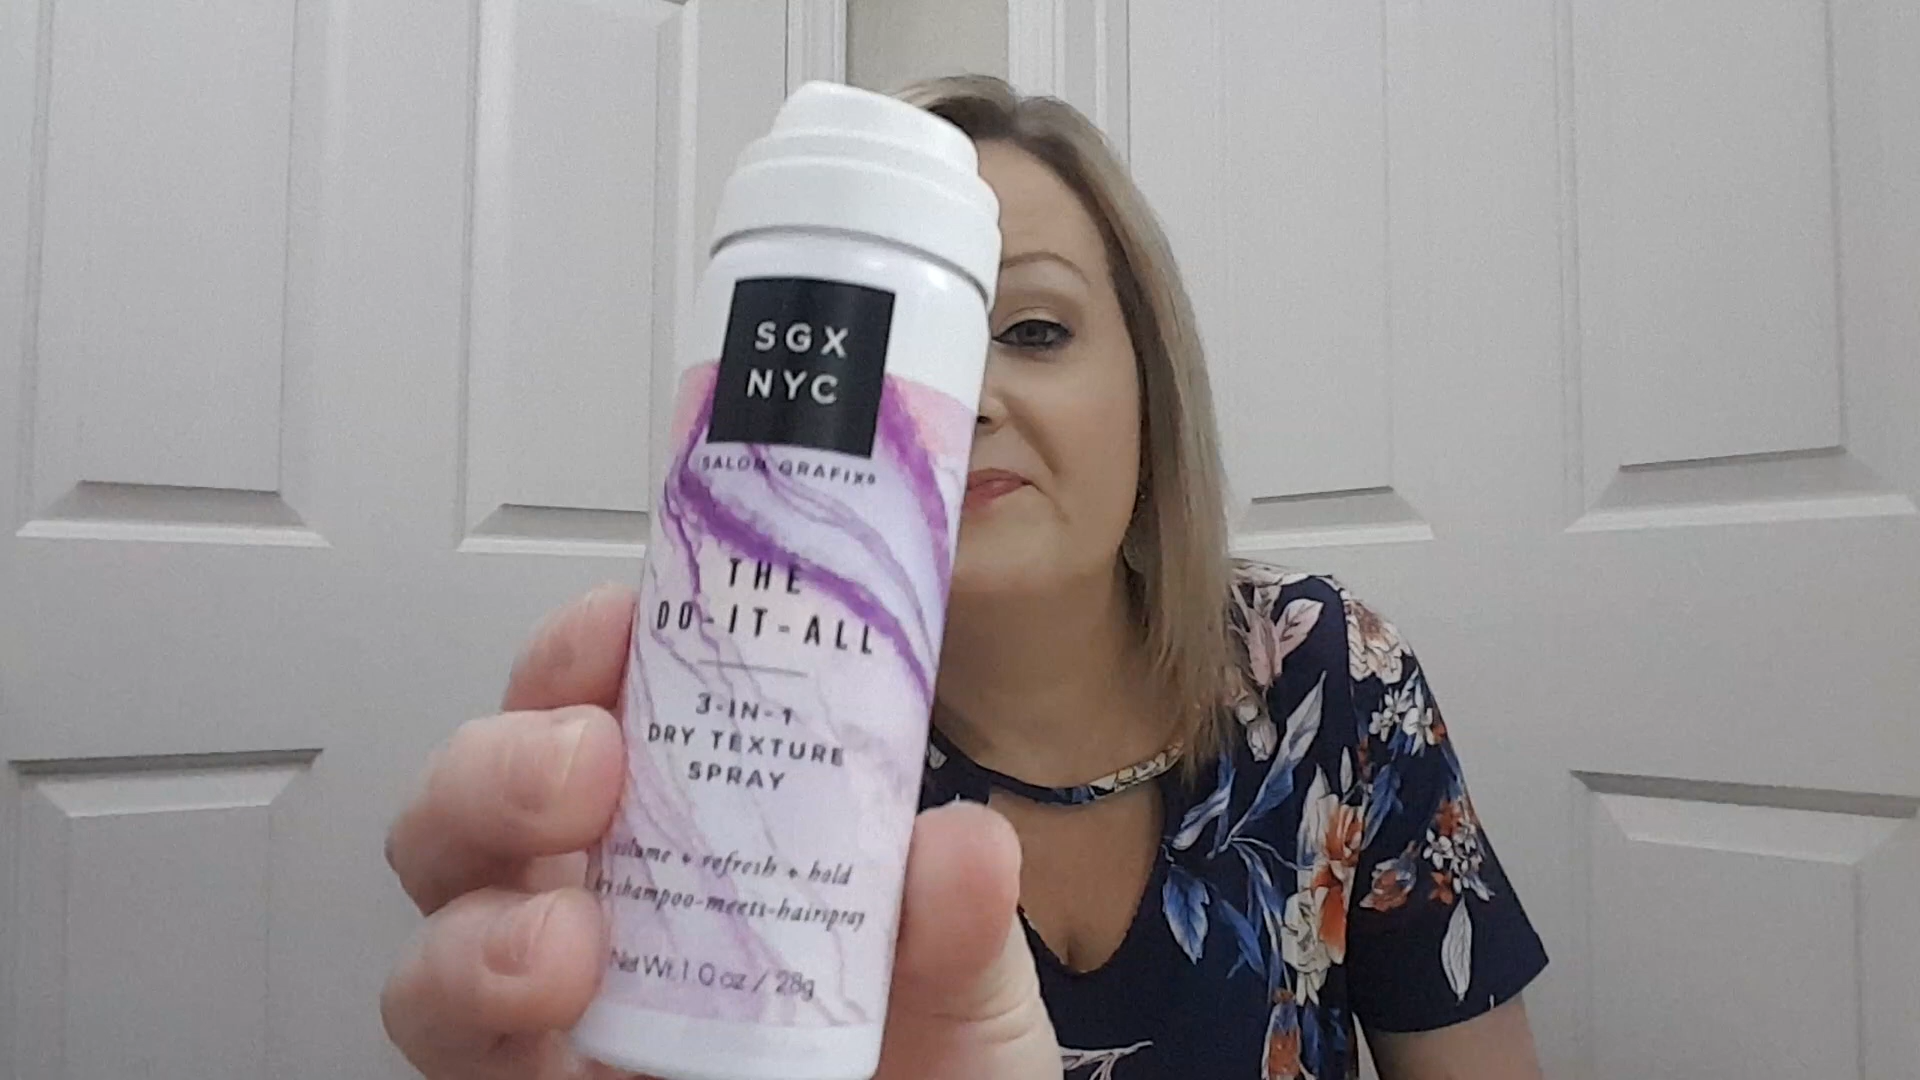 SGX
NYC
SALON GRAFIX®
THE
DO-IT-ALL
3-IN-1
DRY TEXTURE
SPRAY
volume + refresh + hold
dry shampoo-meets-hairspray
Net Wt. 1.0 oz / 28g